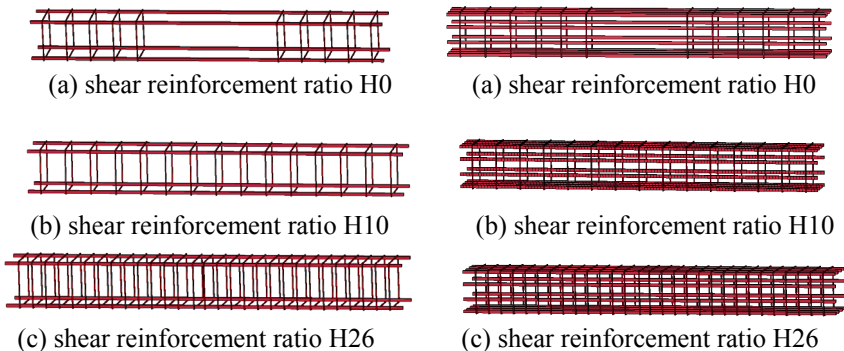 (a) shear reinforcement ratio H0
(a) shear reinforcement ratio H0
(b) shear reinforcement ratio H10
(b) shear reinforcement ratio H10
(c) shear reinforcement ratio H26
(c) shear reinforcement ratio H26